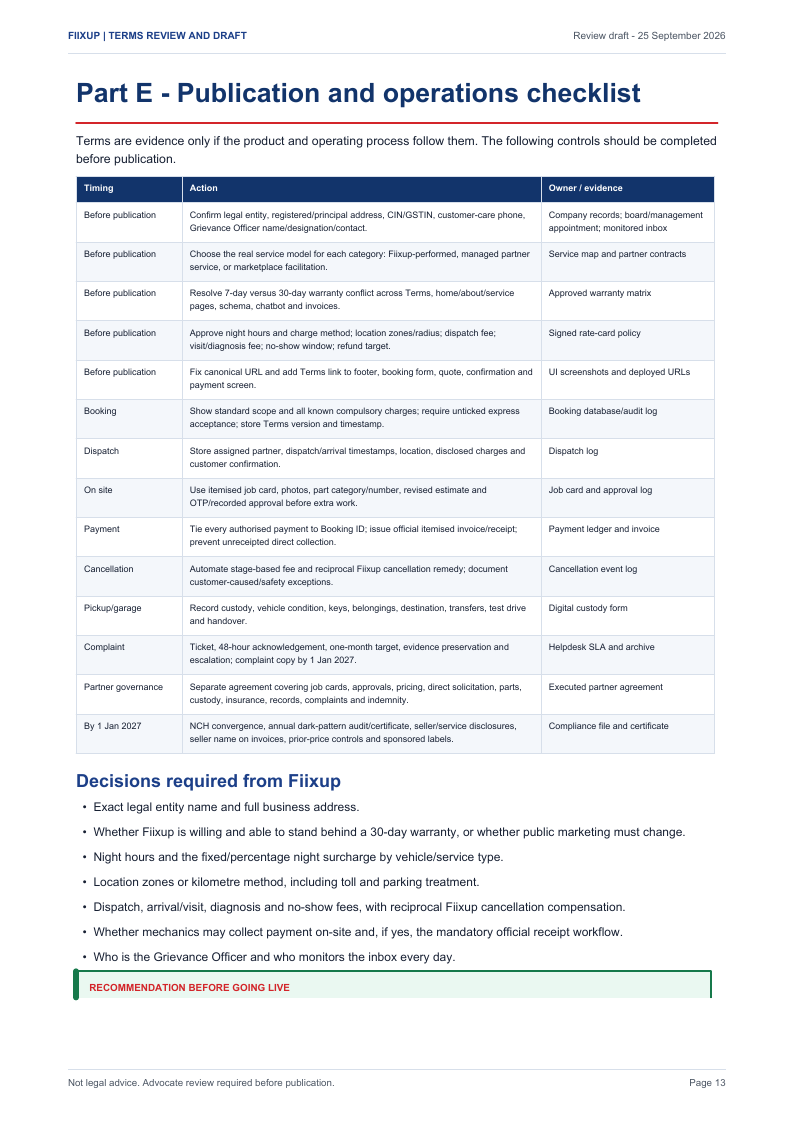 FIIXUP | TERMS REVIEW AND DRAFT
Review draft - 25 September 2026
Part E - Publication and operations checklist
Terms are evidence only if the product and operating process follow them. The following controls should be completed
before publication.
Timing
Action
Owner / evidence
Before publication
Confirm legal entity, registered/principal address, CIN/GSTIN, customer-care phone,
Grievance Officer name/designation/contact.
Company records; board/management
appointment; monitored inbox
Before publication
Choose the real service model for each category: Fiixup-performed, managed partner
service, or marketplace facilitation.
Service map and partner contracts
Before publication
Resolve 7-day versus 30-day warranty conflict across Terms, home/about/service
pages, schema, chatbot and invoices.
Approved warranty matrix
Before publication
Approve night hours and charge method; location zones/radius; dispatch fee;
visit/diagnosis fee; no-show window; refund target.
Signed rate-card policy
Before publication
Fix canonical URL and add Terms link to footer, booking form, quote, confirmation and
payment screen.
UI screenshots and deployed URLs
Booking
Show standard scope and all known compulsory charges; require unticked express
acceptance; store Terms version and timestamp.
Booking database/audit log
Dispatch
Store assigned partner, dispatch/arrival timestamps, location, disclosed charges and
customer confirmation.
Dispatch log
On site
Use itemised job card, photos, part category/number, revised estimate and
OTP/recorded approval before extra work.
Job card and approval log
Payment
Tie every authorised payment to Booking ID; issue official itemised invoice/receipt;
prevent unreceipted direct collection.
Payment ledger and invoice
Cancellation
Automate stage-based fee and reciprocal Fiixup cancellation remedy; document
customer-caused/safety exceptions.
Cancellation event log
Pickup/garage
Record custody, vehicle condition, keys, belongings, destination, transfers, test drive
and handover.
Digital custody form
Complaint
Ticket, 48-hour acknowledgement, one-month target, evidence preservation and
escalation; complaint copy by 1 Jan 2027.
Helpdesk SLA and archive
Partner governance
Separate agreement covering job cards, approvals, pricing, direct solicitation, parts,
custody, insurance, records, complaints and indemnity.
Executed partner agreement
By 1 Jan 2027
NCH convergence, annual dark-pattern audit/certificate, seller/service disclosures,
seller name on invoices, prior-price controls and sponsored labels.
Compliance file and certificate
Decisions required from Fiixup
• Exact legal entity name and full business address.
• Whether Fiixup is willing and able to stand behind a 30-day warranty, or whether public marketing must change.
• Night hours and the fixed/percentage night surcharge by vehicle/service type.
• Location zones or kilometre method, including toll and parking treatment.
• Dispatch, arrival/visit, diagnosis and no-show fees, with reciprocal Fiixup cancellation compensation.
• Whether mechanics may collect payment on-site and, if yes, the mandatory official receipt workflow.
• Who is the Grievance Officer and who monitors the inbox every day.
RECOMMENDATION BEFORE GOING LIVE
Not legal advice. Advocate review required before publication.
Page 13